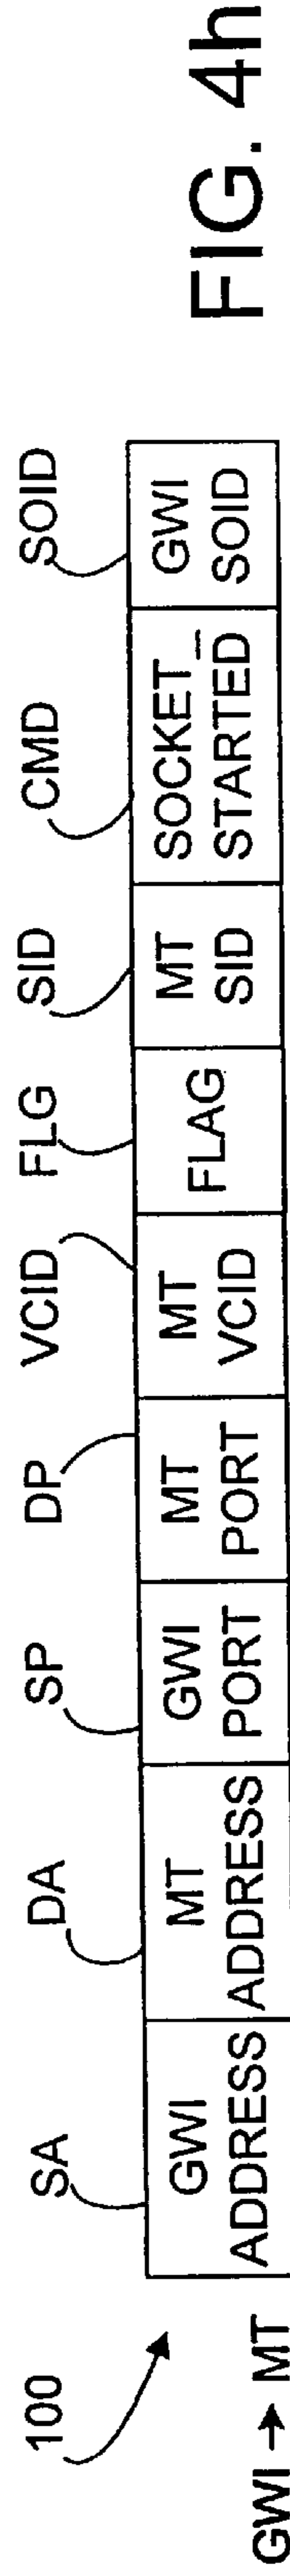 100
SA
DA
SP
DP
VCID
FLG
SID
CMD
SOID
GWI
ADDRESS
MT
ADDRESS
GWI
PORT
MT
PORT
MT
VCID
FLAG
MT
SID
SOCKET_
STARTED
GWI
SOID
GWI → MT
FIG. 4h